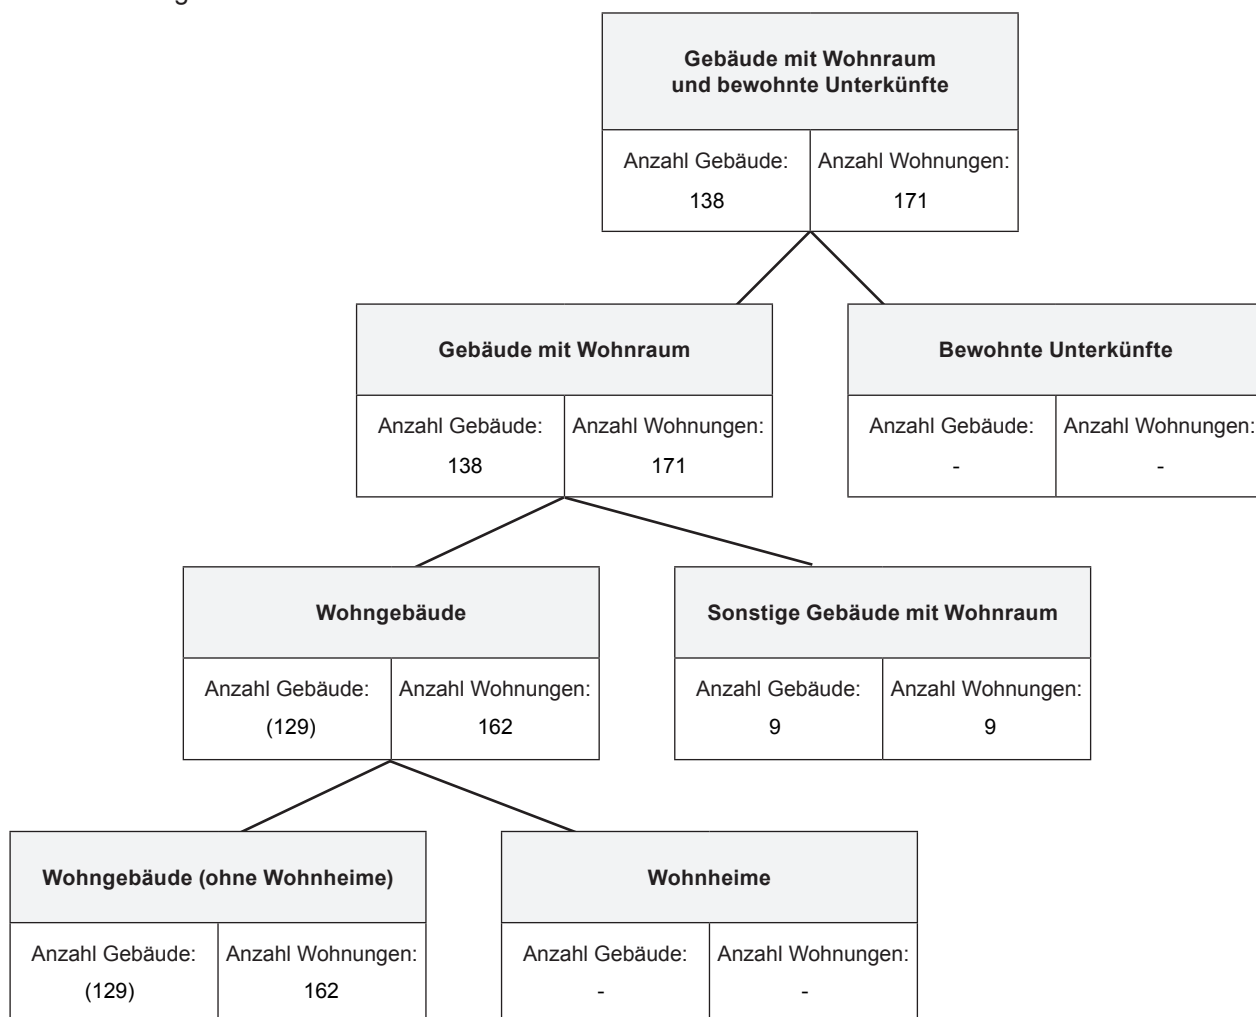 Gebäude mit Wohnraum
und bewohnte Unterkünfte
Anzahl Gebäude:
138
Anzahl Wohnungen:
171
Gebäude mit Wohnraum
Anzahl Gebäude:
138
Anzahl Wohnungen:
171
Bewohnte Unterkünfte
Anzahl Gebäude:
-
Anzahl Wohnungen:
-
Wohngebäude
Anzahl Gebäude:
(129)
Anzahl Wohnungen:
162
Sonstige Gebäude mit Wohnraum
Anzahl Gebäude:
9
Anzahl Wohnungen:
9
Wohngebäude (ohne Wohnheime)
Anzahl Gebäude:
(129)
Anzahl Wohnungen:
162
Wohnheime
Anzahl Gebäude:
-
Anzahl Wohnungen:
-